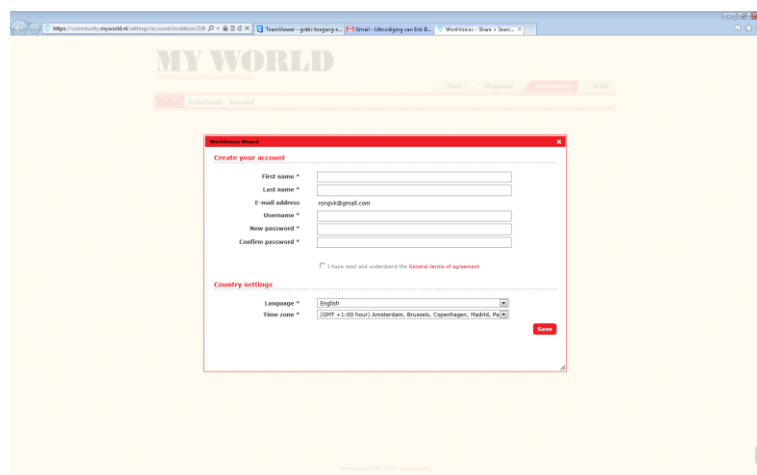 https://community.myworld.nl/settings/account/invitation/
TeamViewer - gratis toegang v...
Gmail - Uitnodiging van Erik B...
WorkVoices - Share > Searc...
MY WORLD
Start
Magazine
Community
Wiki
English
Nederlands
Español
WorkVoices Wizard
Create your account
First name *
Last name *
E-mail address rongvk@gmail.com
Username *
New password *
Confirm password *
I have read and understand the General terms of agreement
Country settings
Language * English
Time zone * (GMT +1:00 hour) Amsterdam, Brussels, Copenhagen, Madrid, Pa
Save